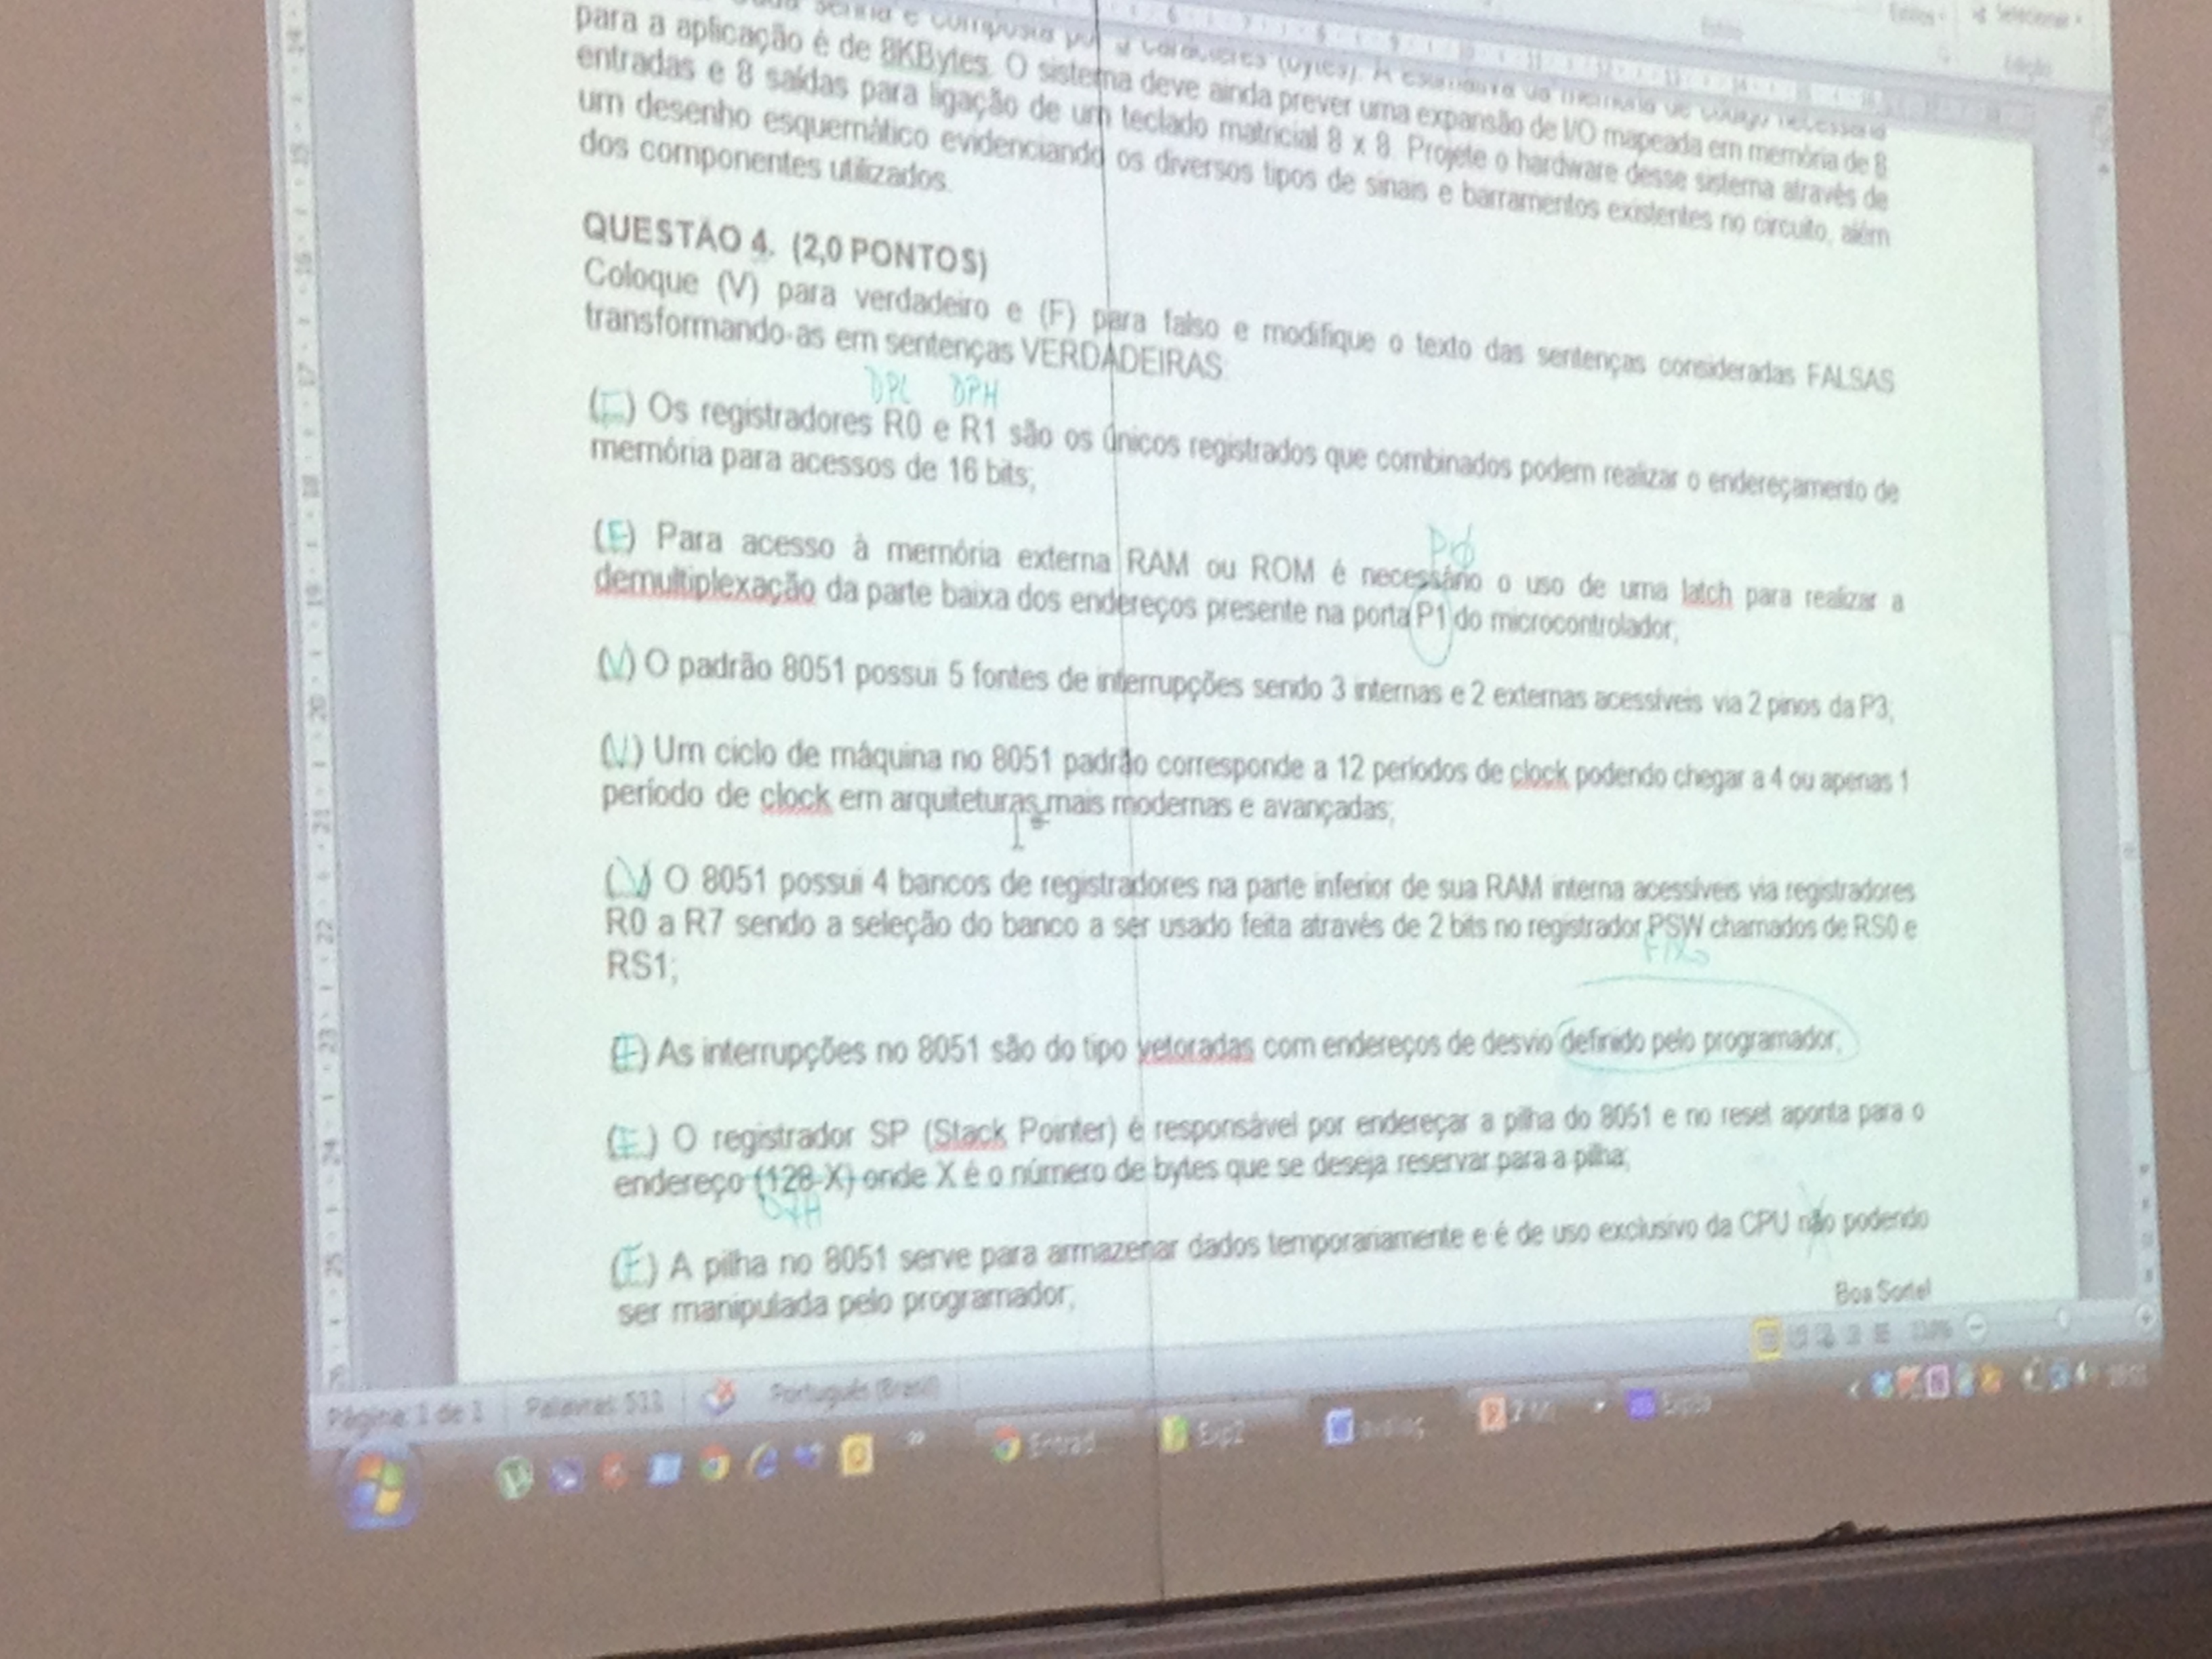 senha é composta por 9 caracteres (bytes). A estimativa da memória de código necessária
para a aplicação é de 8KBytes. O sistema deve ainda prever uma expansão de I/O mapeada em memória de 8
entradas e 8 saídas para ligação de um teclado matricial 8 x 8. Projete o hardware desse sistema através de
um desenho esquemático evidenciando os diversos tipos de sinais e barramentos existentes no circuito, além
dos componentes utilizados.
QUESTÃO 4. (2,0 PONTOS)
Coloque (V) para verdadeiro e (F) para falso e modifique o texto das sentenças consideradas FALSAS
transformando-as em sentenças VERDADEIRAS:
DPL DPH
(F) Os registradores R0 e R1 são os únicos registrados que combinados podem realizar o endereçamento de
memória para acessos de 16 bits;
P0
(F) Para acesso à memória externa RAM ou ROM é necessário o uso de uma latch para realizar a
demultiplexação da parte baixa dos endereços presente na porta P1 do microcontrolador;
(V) O padrão 8051 possui 5 fontes de interrupções sendo 3 internas e 2 externas acessíveis via 2 pinos da P3;
(V) Um ciclo de máquina no 8051 padrão corresponde a 12 períodos de clock podendo chegar a 4 ou apenas 1
período de clock em arquiteturas mais modernas e avançadas;
(V) O 8051 possui 4 bancos de registradores na parte inferior de sua RAM interna acessíveis via registradores
R0 a R7 sendo a seleção do banco a ser usado feita através de 2 bits no registrador PSW chamados de RS0 e
RS1;
FIXO
(F) As interrupções no 8051 são do tipo vetoradas com endereços de desvio definido pelo programador;
(F) O registrador SP (Stack Pointer) é responsável por endereçar a pilha do 8051 e no reset aponta para o
endereço (128-X) onde X é o número de bytes que se deseja reservar para a pilha;
07H
(F) A pilha no 8051 serve para armazenar dados temporariamente e é de uso exclusivo da CPU não podendo
ser manipulada pelo programador;
Boa Sorte!
Página: 1 de 1 Palavras: 511 Português (Brasil)
Entrad... Exp2